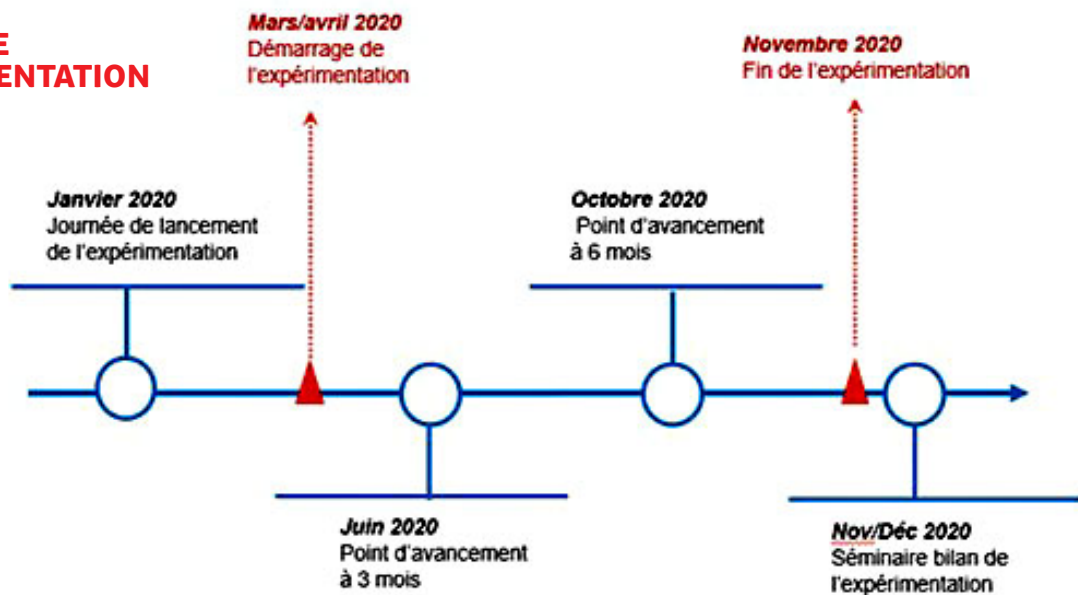 E
ENTATION
Mars/avril 2020
Démarrage de
l'expérimentation
Novembre 2020
Fin de l'expérimentation
Janvier 2020
Journée de lancement
de l'expérimentation
Octobre 2020
Point d'avancement
à 6 mois
Juin 2020
Point d'avancement
à 3 mois
Nov/Déc 2020
Séminaire bilan de
l'expérimentation